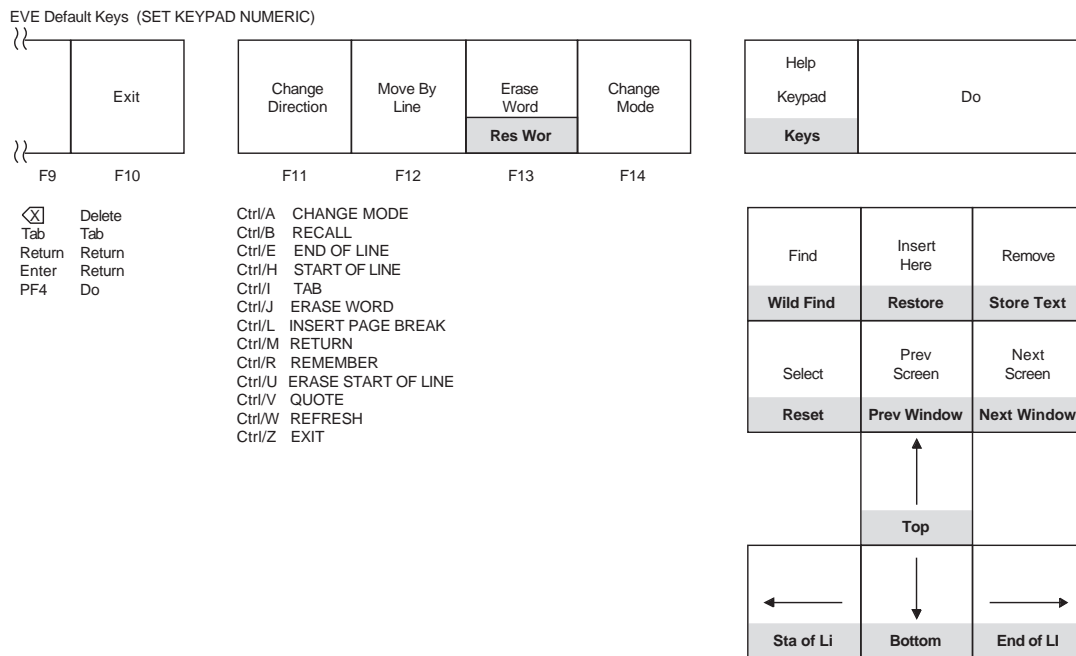 EVE Default Keys (SET KEYPAD NUMERIC)
Exit
Change
Direction
Move By
Line
Erase
Word
Res Wor
Change
Mode
Help
Keypad
Keys
Do
F9 F10 F11 F12 F13 F14
X Delete
Tab Tab
Return Return
Enter Return
PF4 Do
Ctrl/A CHANGE MODE
Ctrl/B RECALL
Ctrl/E END OF LINE
Ctrl/H START OF LINE
Ctrl/I TAB
Ctrl/J ERASE WORD
Ctrl/L INSERT PAGE BREAK
Ctrl/M RETURN
Ctrl/R REMEMBER
Ctrl/U ERASE START OF LINE
Ctrl/V QUOTE
Ctrl/W REFRESH
Ctrl/Z EXIT
Find
Insert
Here
Remove
Wild Find
Restore
Store Text
Select
Prev
Screen
Next
Screen
Reset
Prev Window
Next Window
Top
Sta of Li
Bottom
End of LI